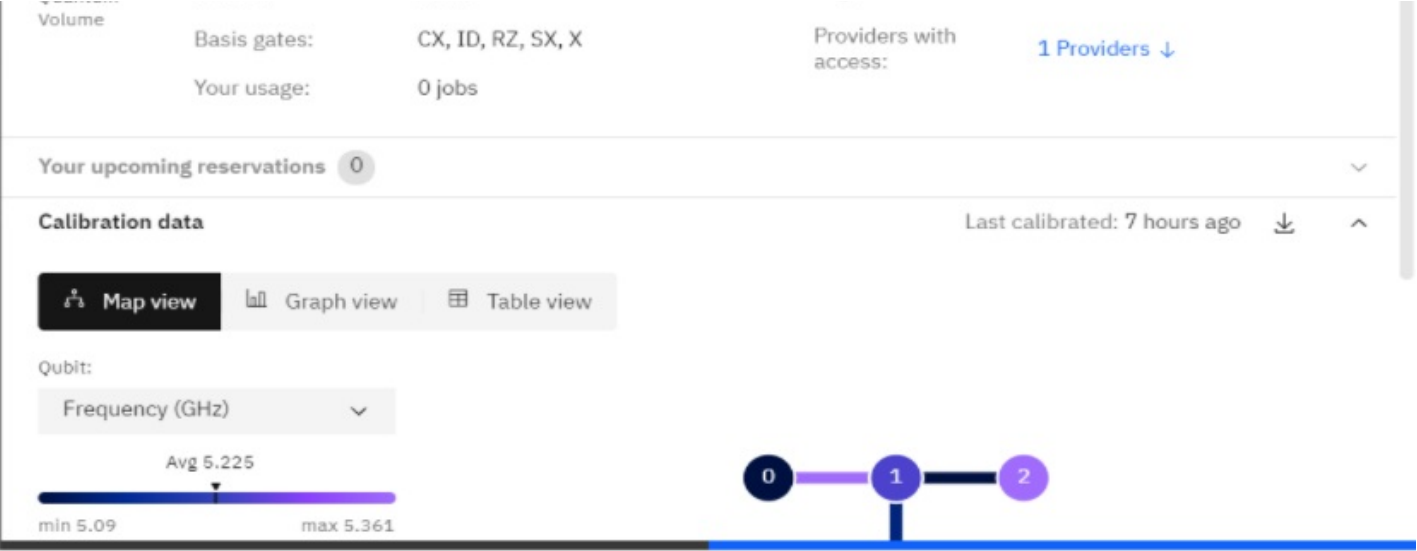 Volume
Basis gates: CX, ID, RZ, SX, X
Providers with access: 1 Providers ↓
Your usage: 0 jobs
Your upcoming reservations 0
Calibration data Last calibrated: 7 hours ago
Map view Graph view Table view
Qubit:
Frequency (GHz)
Avg 5.225
min 5.09 max 5.361
0 1 2